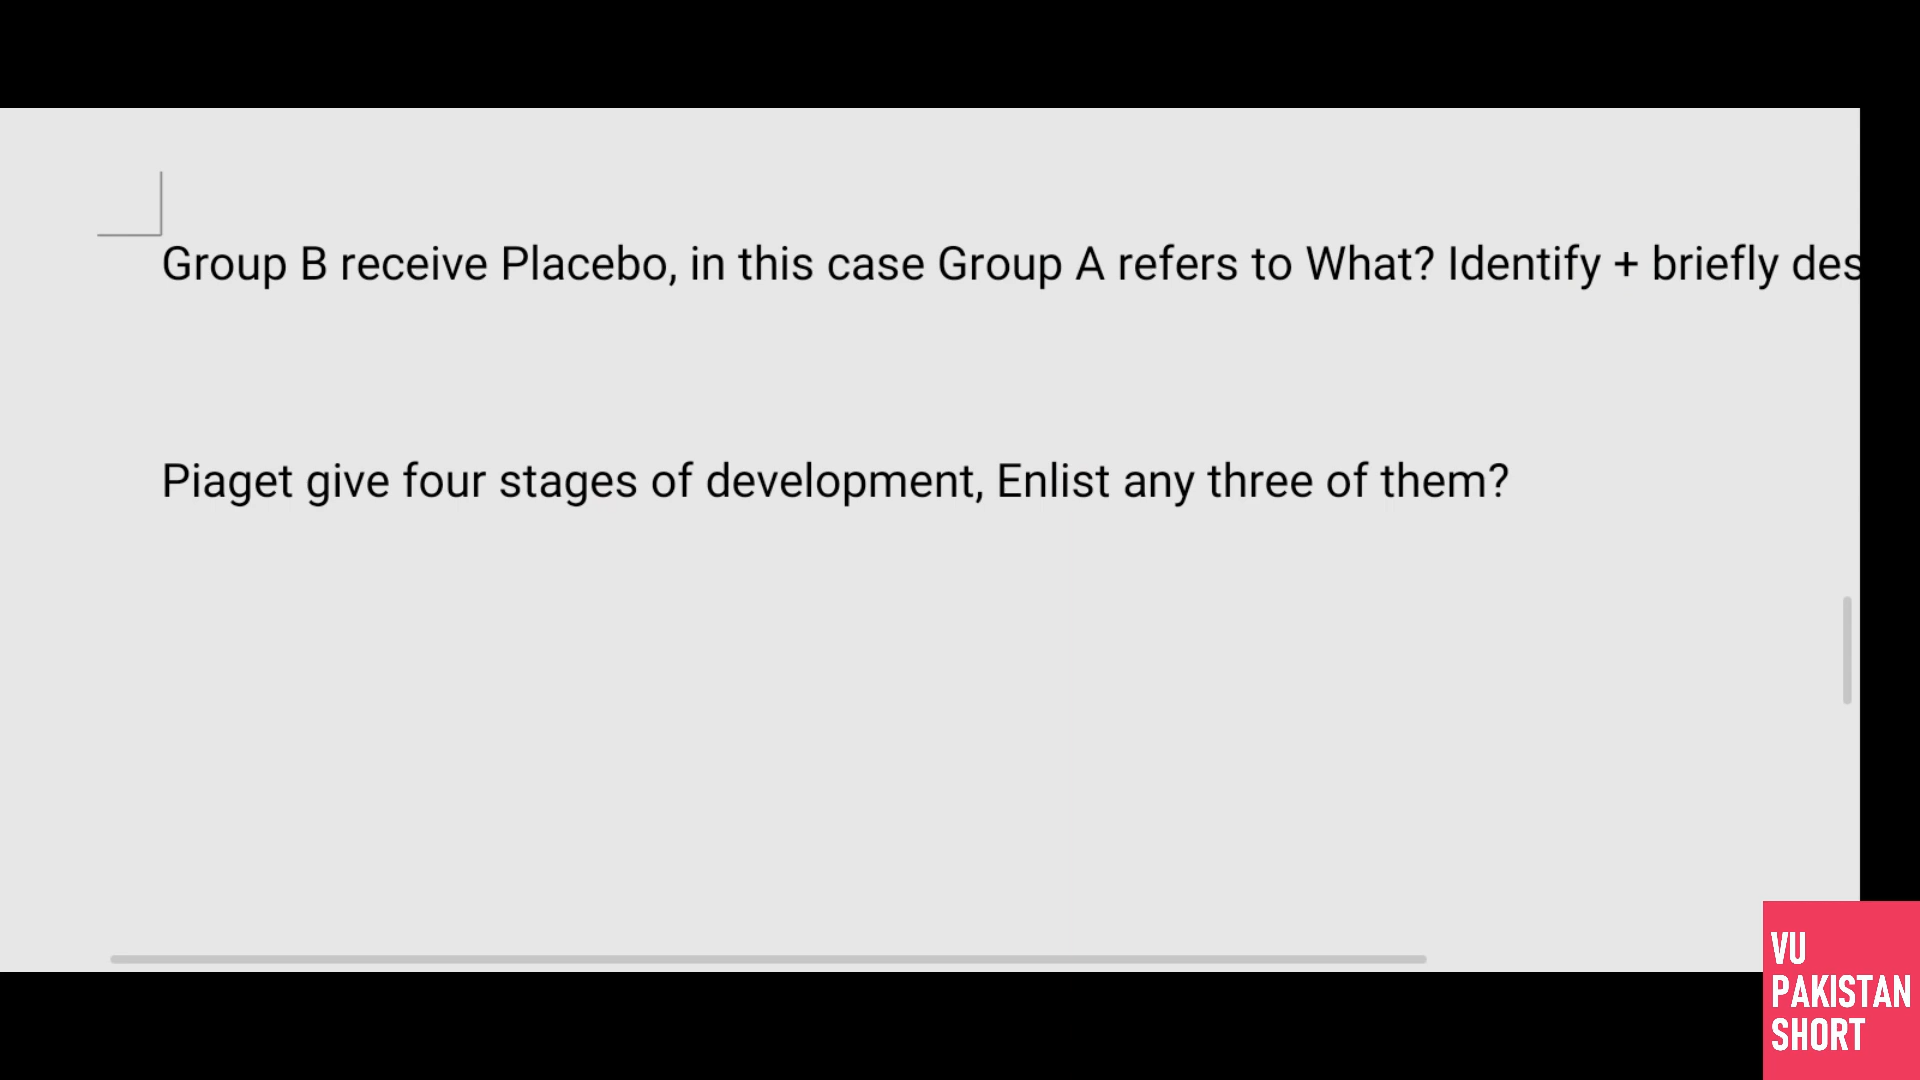 Group B receive Placebo, in this case Group A refers to What? Identify + briefly des
Piaget give four stages of development, Enlist any three of them?
VU
PAKISTAN
SHORT